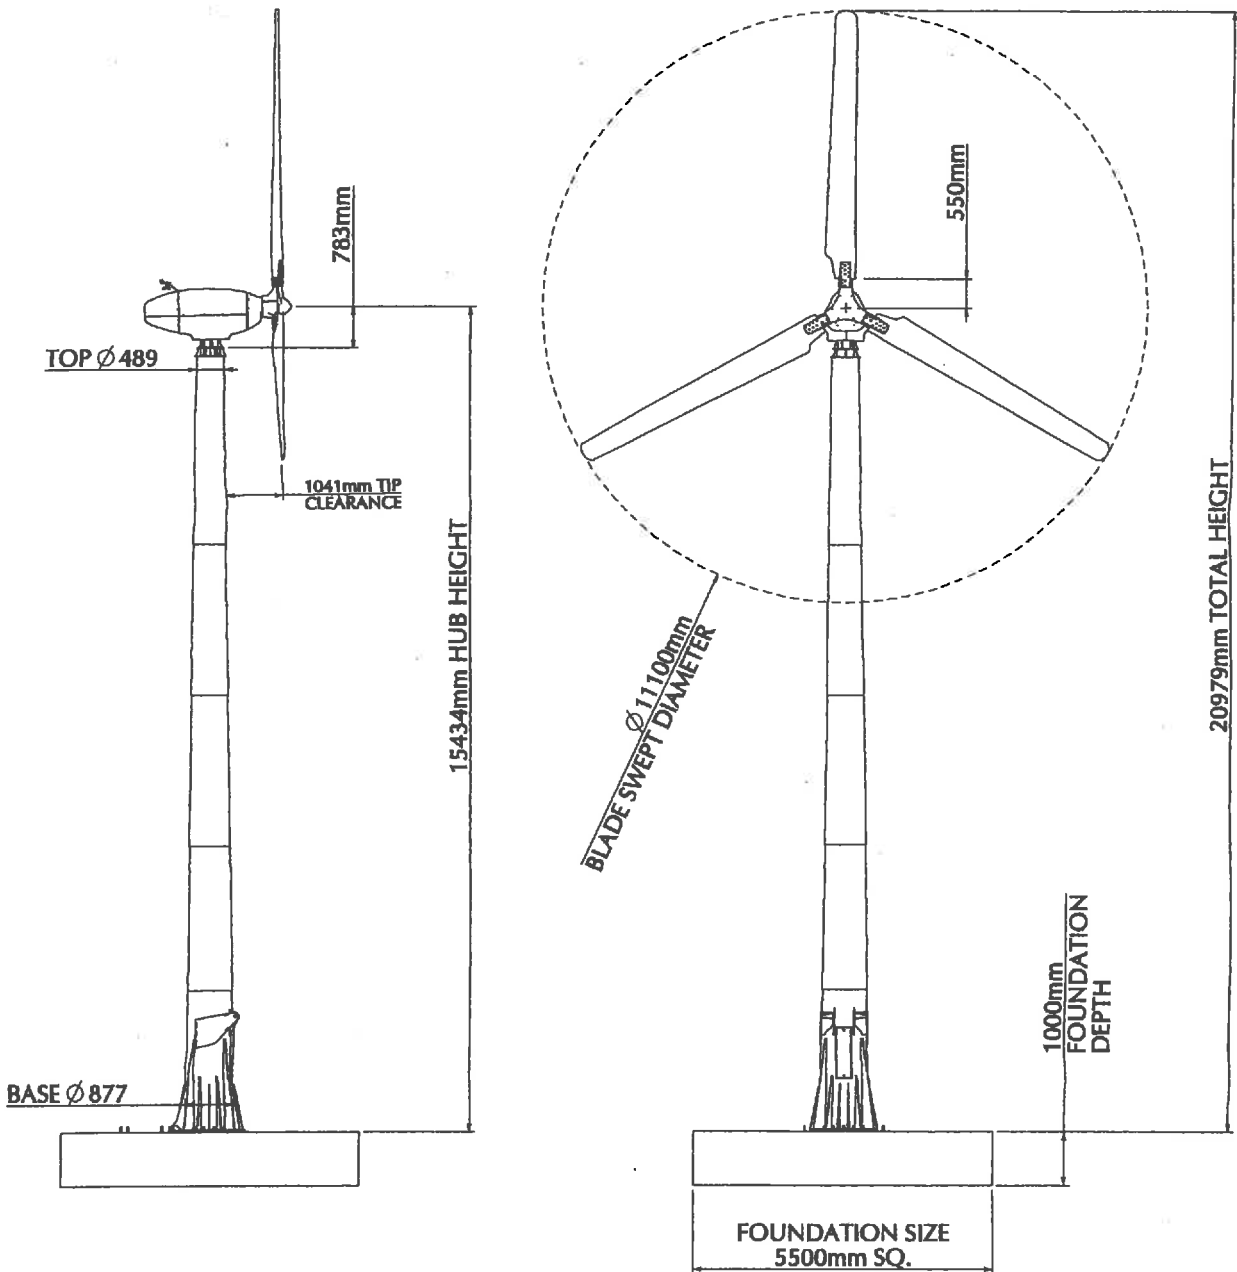 783mm
TOP Ø 489
1041mm TIP
CLEARANCE
15434mm HUB HEIGHT
BASE Ø 877
550mm
Ø 11100mm
BLADE SWEPT DIAMETER
20979mm TOTAL HEIGHT
1000mm
FOUNDATION
DEPTH
FOUNDATION SIZE
5500mm SQ.